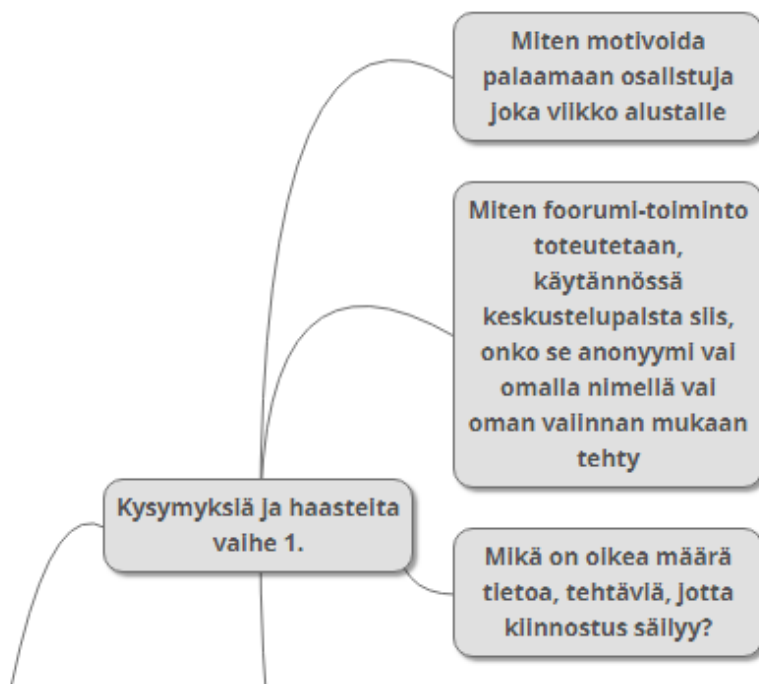 Miten motivoida
palaamaan osallstuja
joka viikko alustalle
Miten foorumi-toiminto
toteutetaan,
käytännössä
keskustelupalsta siis,
onko se anonyymi vai
omalla nimellä vai
oman valinnan mukaan
tehty
Kysymyksiä ja haasteita
vaihe 1.
Mikä on oikea määrä
tietoa, tehtäviä, jotta
kiinnostus säilyy?